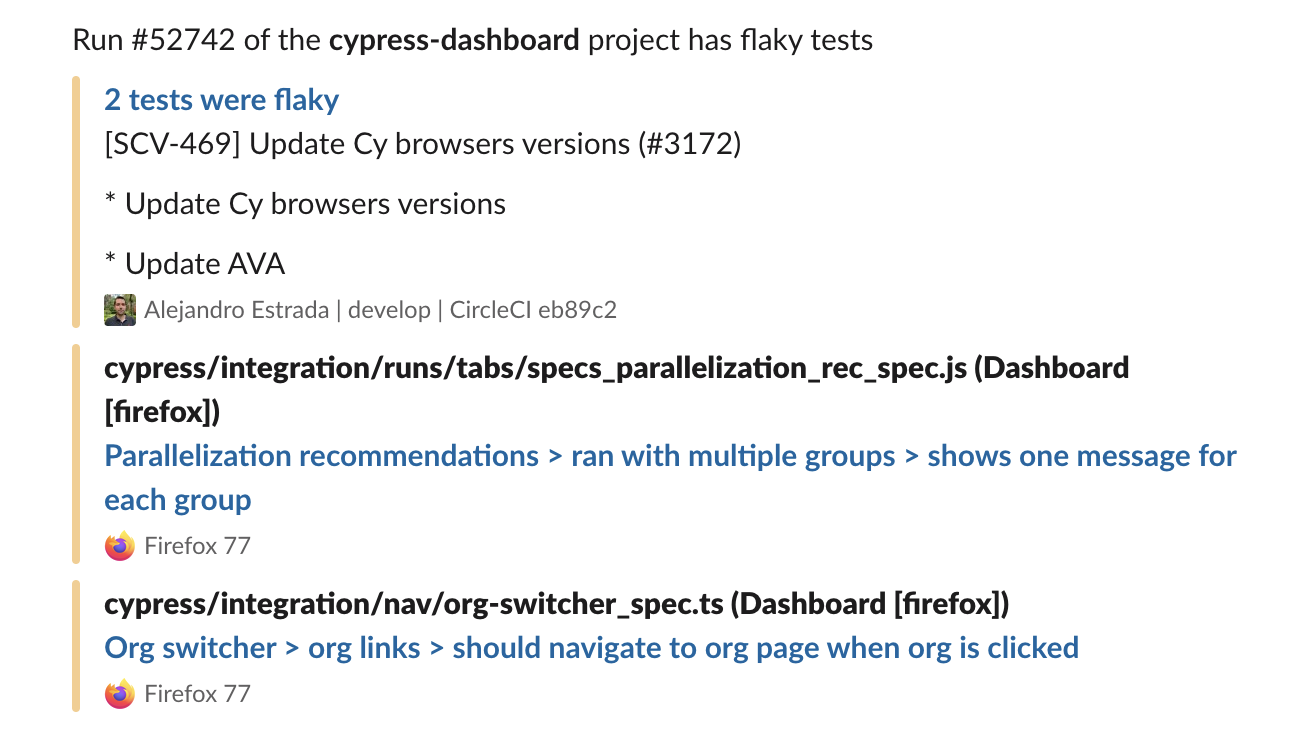 Run #52742 of the cypress-dashboard project has flaky tests
2 tests were flaky
[SCV-469] Update Cy browsers versions (#3172)
* Update Cy browsers versions
* Update AVA
Alejandro Estrada | develop | CircleCI eb89c2
cypress/integration/runs/tabs/specs_parallelization_rec_spec.js (Dashboard
[firefox])
Parallelization recommendations > ran with multiple groups > shows one message for
each group
Firefox 77
cypress/integration/nav/org-switcher_spec.ts (Dashboard [firefox])
Org switcher > org links > should navigate to org page when org is clicked
Firefox 77